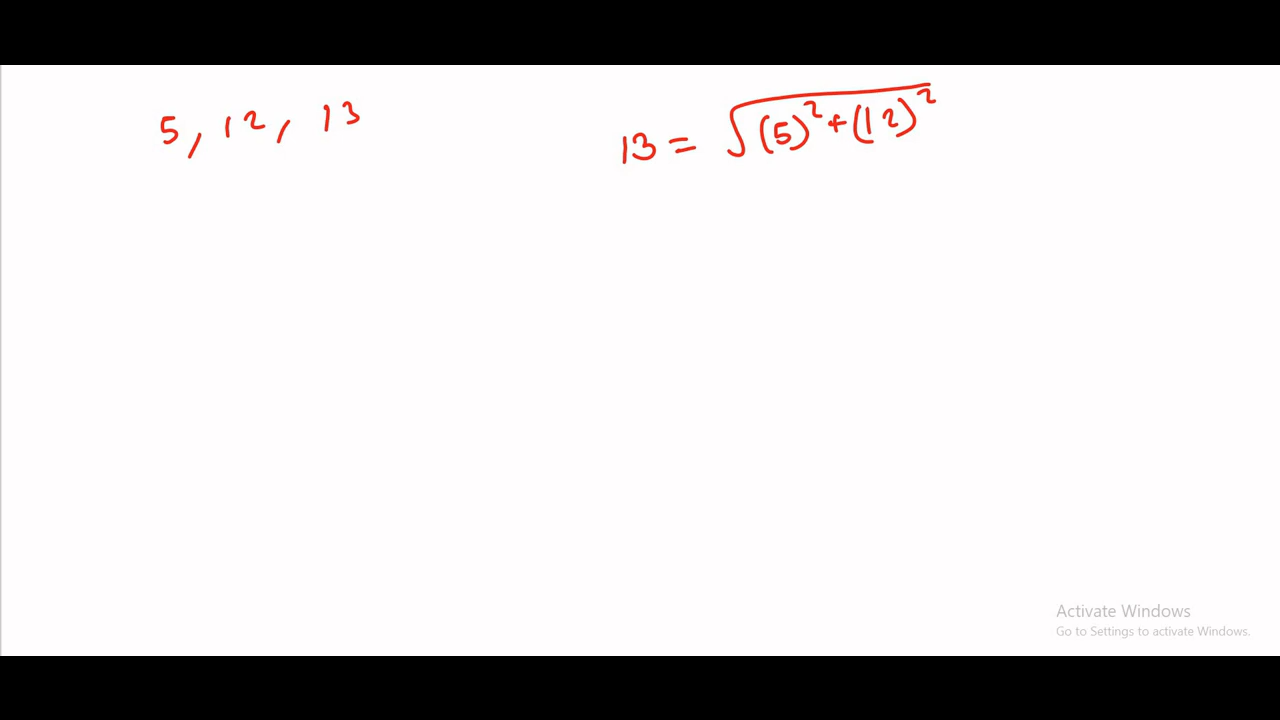 5, 12, 13
13 = √(5)² + (12)²
Activate Windows
Go to Settings to activate Windows.